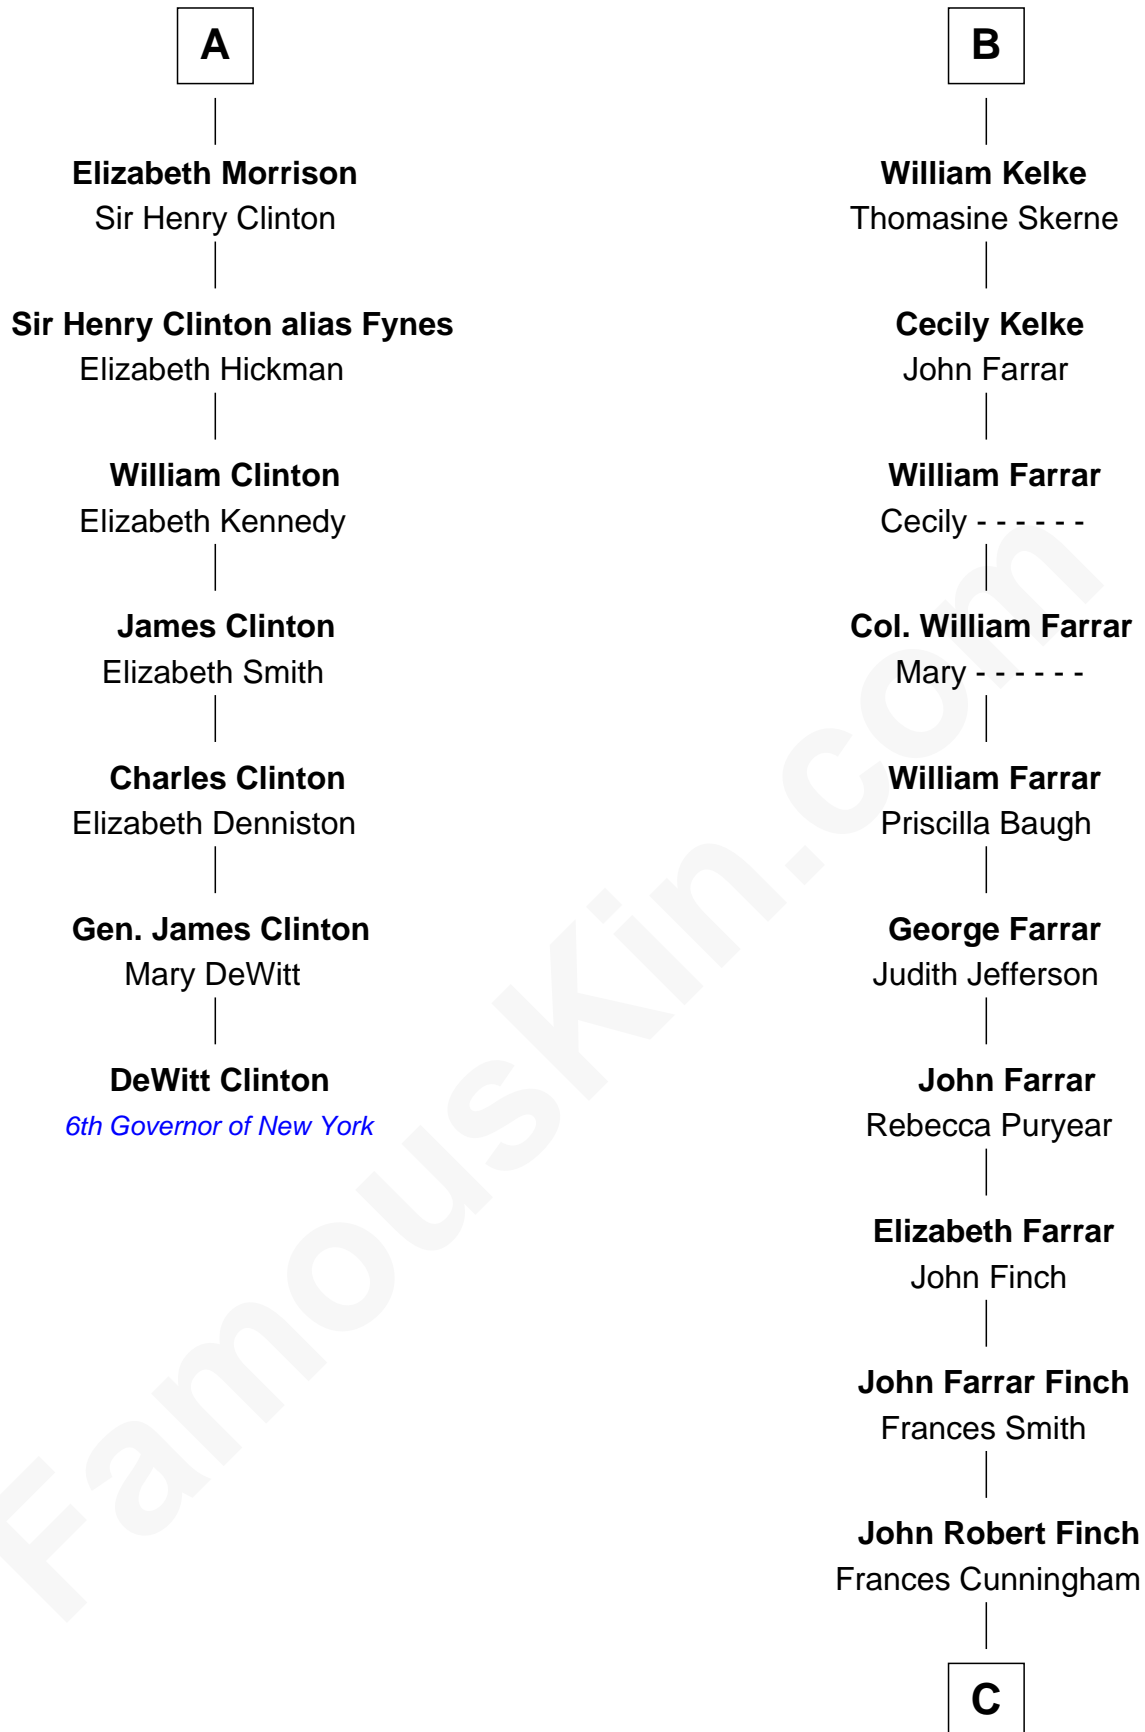 A
Elizabeth Morrison
Sir Henry Clinton
Sir Henry Clinton alias Fynes
Elizabeth Hickman
William Clinton
Elizabeth Kennedy
James Clinton
Elizabeth Smith
Charles Clinton
Elizabeth Denniston
Gen. James Clinton
Mary DeWitt
DeWitt Clinton
6th Governor of New York
B
William Kelke
Thomasine Skerne
Cecily Kelke
John Farrar
William Farrar
Cecily - - - - - -
Col. William Farrar
Mary - - - - - -
William Farrar
Priscilla Baugh
George Farrar
Judith Jefferson
John Farrar
Rebecca Puryear
Elizabeth Farrar
John Finch
John Farrar Finch
Frances Smith
John Robert Finch
Frances Cunningham
C
FamousKin.com